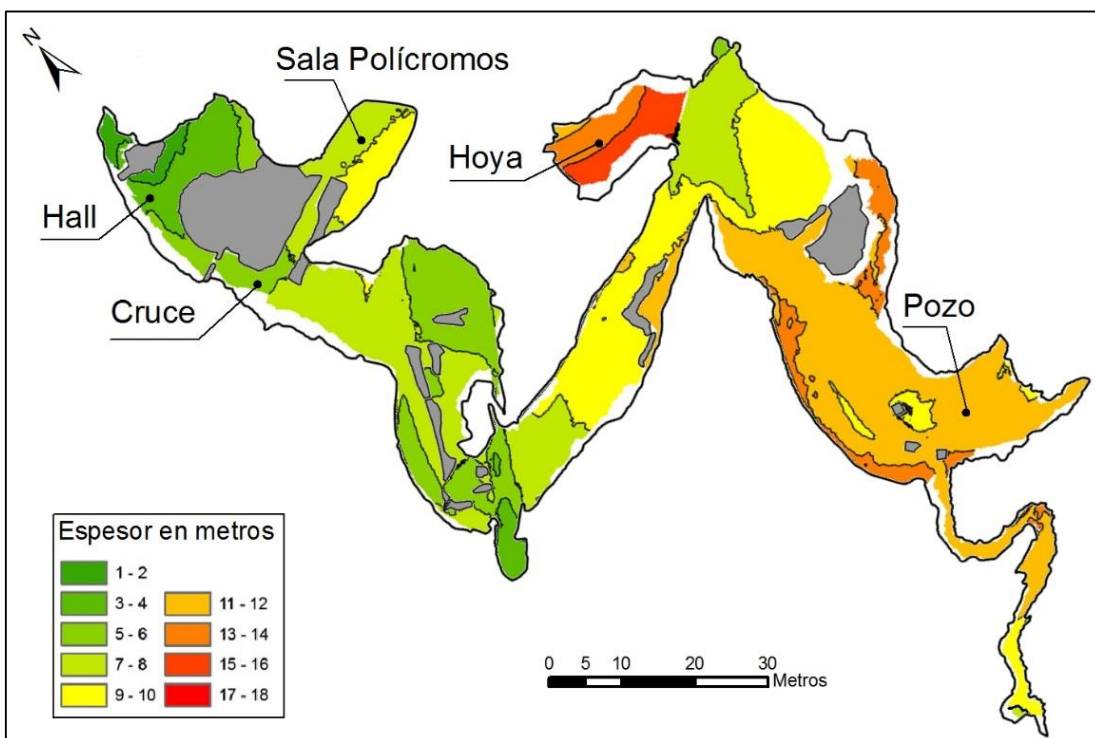 N
Sala Polícromos
Hoya
Hall
Cruce
Pozo
Espesor en metros
1 - 2
3 - 4
5 - 6
7 - 8
9 - 10
11 - 12
13 - 14
15 - 16
17 - 18
0 5 10 20 30
Metros